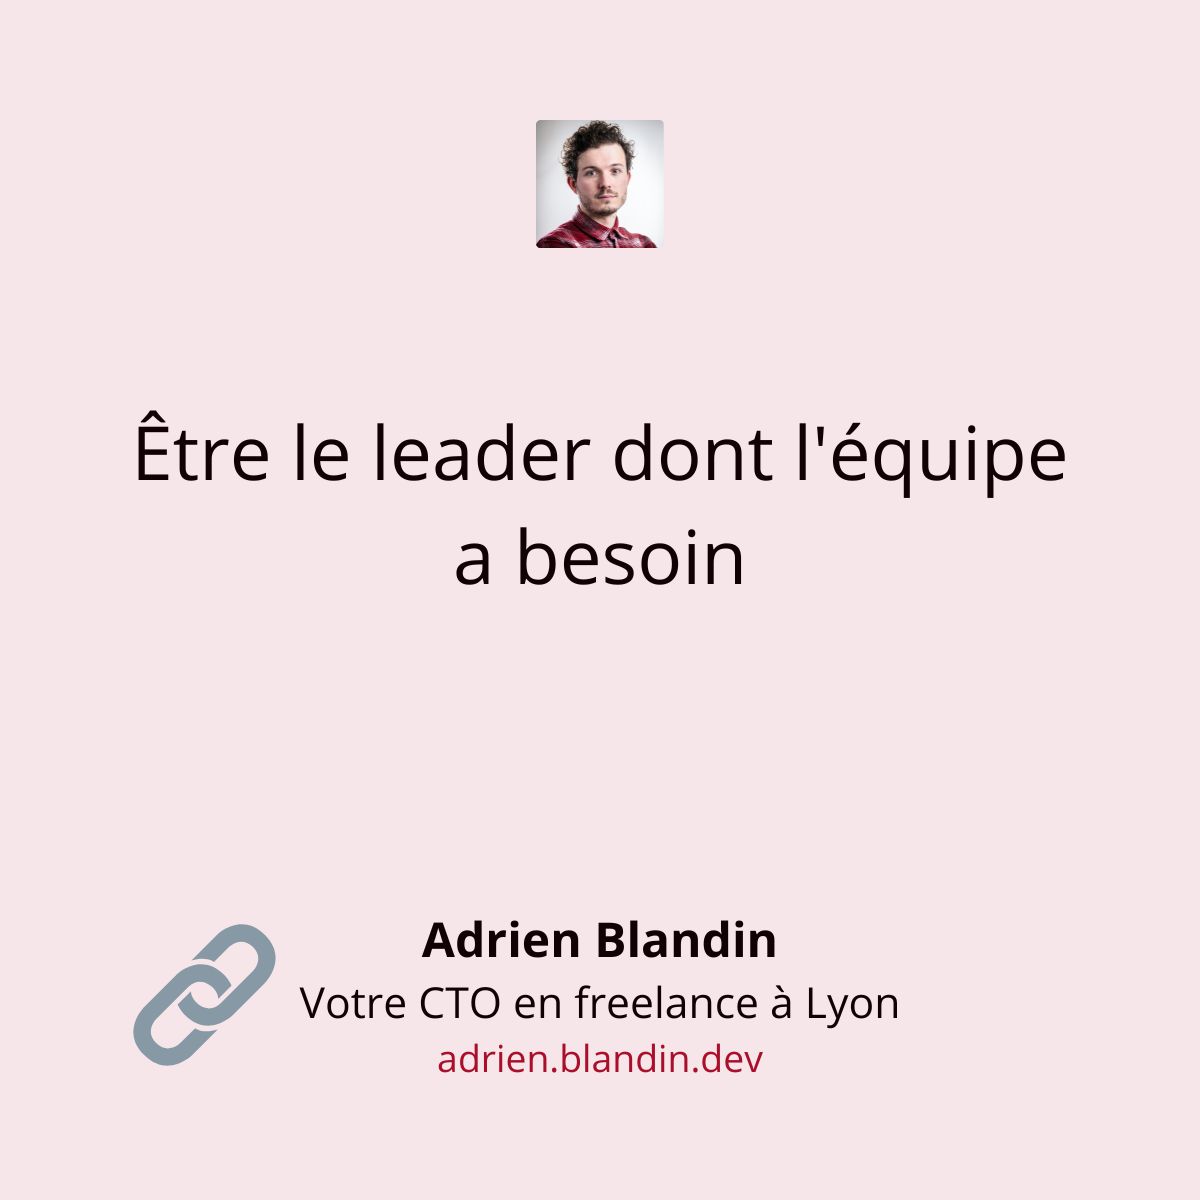 Être le leader dont l'équipe
a besoin
Adrien Blandin
Votre CTO en freelance à Lyon
adrien.blandin.dev